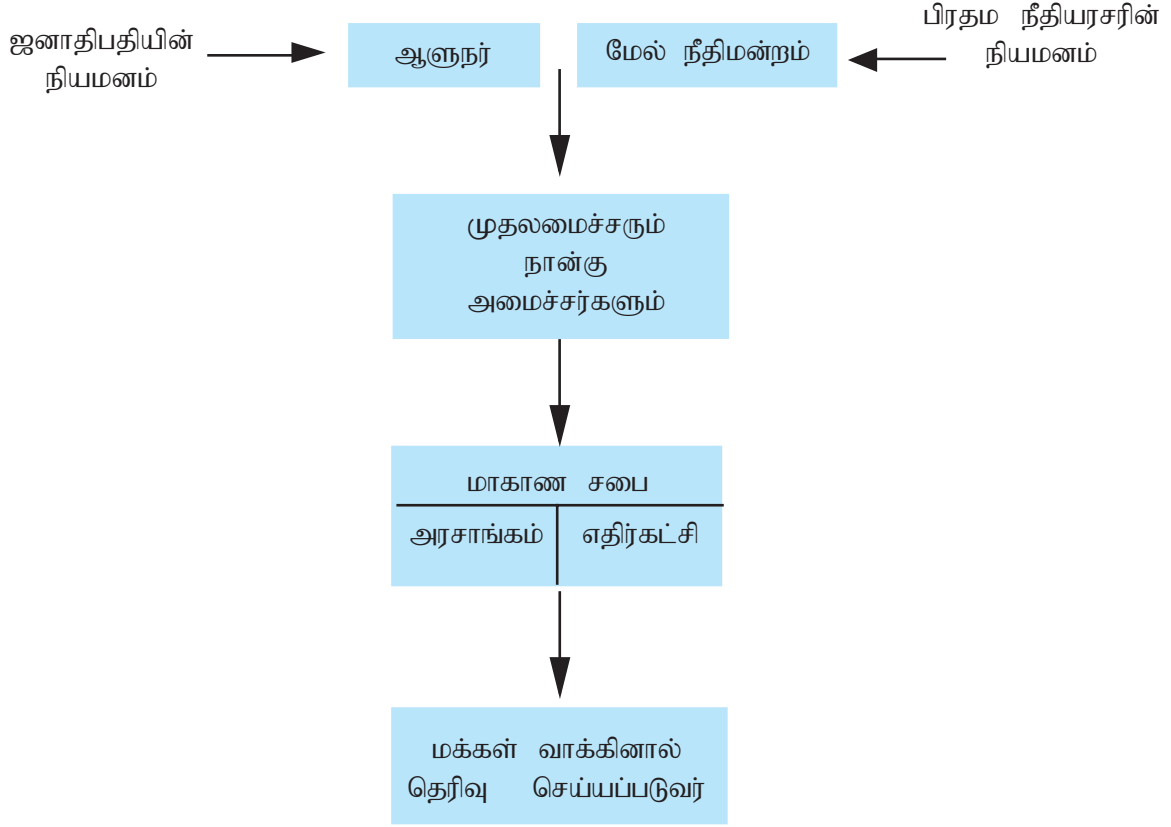 ஜனாதிபதியின்
நியமனம்
ஆளுநர்
மேல் நீதிமன்றம்
பிரதம நீதியரசரின்
நியமனம்
முதலமைச்சரும்
நான்கு
அமைச்சர்களும்
மாகாண சபை
அரசாங்கம்
எதிர்கட்சி
மக்கள் வாக்கினால்
தெரிவு செய்யப்படுவர்